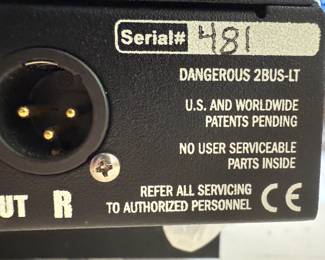 Serial# 481
DANGEROUS 2BUS-LT
U.S. AND WORLDWIDE
PATENTS PENDING
NO USER SERVICEABLE
PARTS INSIDE
REFER ALL SERVICING
TO AUTHORIZED PERSONNEL
CE
UT R